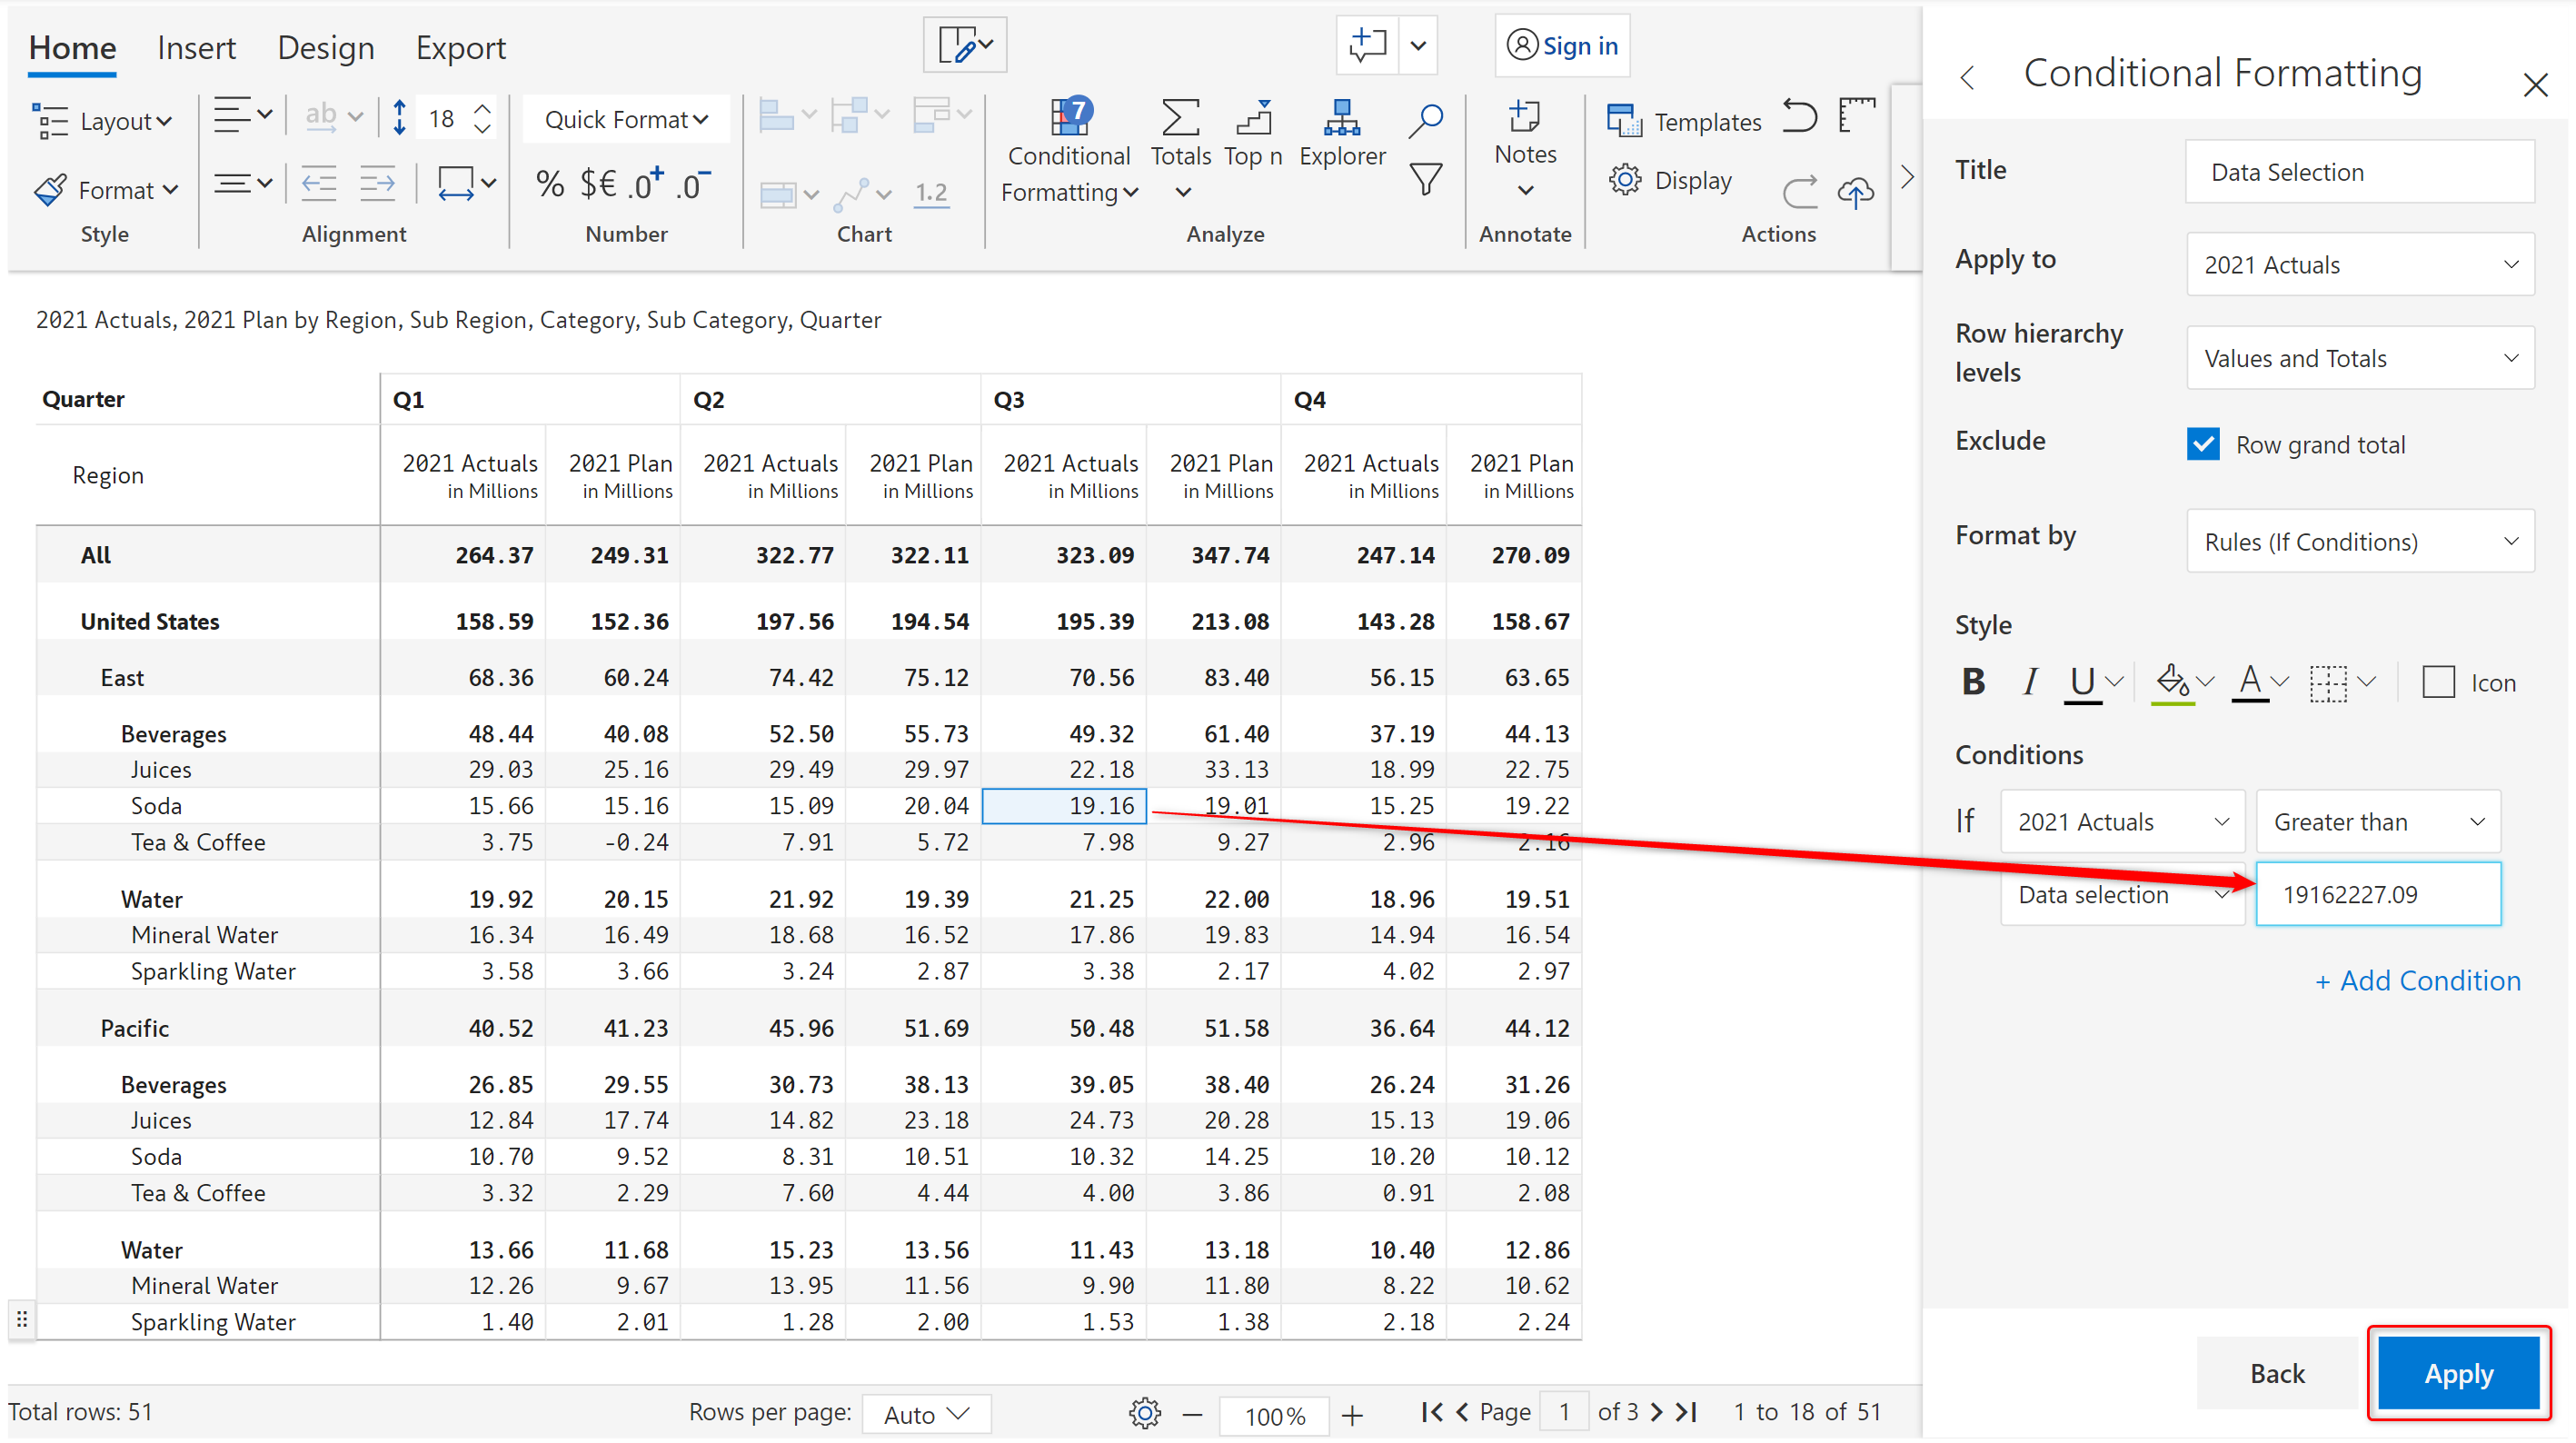 Home Insert Design Export Sign in
Layout ab 18 Quick Format 7 Templates
Conditional Formatting Totals Top n Explorer Notes
Format % $€ .0+ .0- 1.2 Display
Style Alignment Number Chart Analyze Annotate Actions
2021 Actuals, 2021 Plan by Region, Sub Region, Category, Sub Category, Quarter
Quarter Q1 Q2 Q3 Q4
Region 2021 Actuals 2021 Plan 2021 Actuals 2021 Plan 2021 Actuals 2021 Plan 2021 Actuals 2021 Plan
in Millions in Millions in Millions in Millions in Millions in Millions in Millions in Millions
All 264.37 249.31 322.77 322.11 323.09 347.74 247.14 270.09
United States 158.59 152.36 197.56 194.54 195.39 213.08 143.28 158.67
East 68.36 60.24 74.42 75.12 70.56 83.40 56.15 63.65
Beverages 48.44 40.08 52.50 55.73 49.32 61.40 37.19 44.13
Juices 29.03 25.16 29.49 29.97 22.18 33.13 18.99 22.75
Soda 15.66 15.16 15.09 20.04 19.16 19.01 15.25 19.22
Tea & Coffee 3.75 -0.24 7.91 5.72 7.98 9.27 2.96 2.16
Water 19.92 20.15 21.92 19.39 21.25 22.00 18.96 19.51
Mineral Water 16.34 16.49 18.68 16.52 17.86 19.83 14.94 16.54
Sparkling Water 3.58 3.66 3.24 2.87 3.38 2.17 4.02 2.97
Pacific 40.52 41.23 45.96 51.69 50.48 51.58 36.64 44.12
Beverages 26.85 29.55 30.73 38.13 39.05 38.40 26.24 31.26
Juices 12.84 17.74 14.82 23.18 24.73 20.28 15.13 19.06
Soda 10.70 9.52 8.31 10.51 10.32 14.25 10.20 10.12
Tea & Coffee 3.32 2.29 7.60 4.44 4.00 3.86 0.91 2.08
Water 13.66 11.68 15.23 13.56 11.43 13.18 10.40 12.86
Mineral Water 12.26 9.67 13.95 11.56 9.90 11.80 8.22 10.62
Sparkling Water 1.40 2.01 1.28 2.00 1.53 1.38 2.18 2.24
Total rows: 51 Rows per page: Auto 100% Page 1 of 3 1 to 18 of 51
Conditional Formatting
Title Data Selection
Apply to 2021 Actuals
Row hierarchy levels Values and Totals
Exclude Row grand total
Format by Rules (If Conditions)
Style
B I U A Icon
Conditions
If 2021 Actuals Greater than
Data selection 19162227.09
+ Add Condition
Back Apply